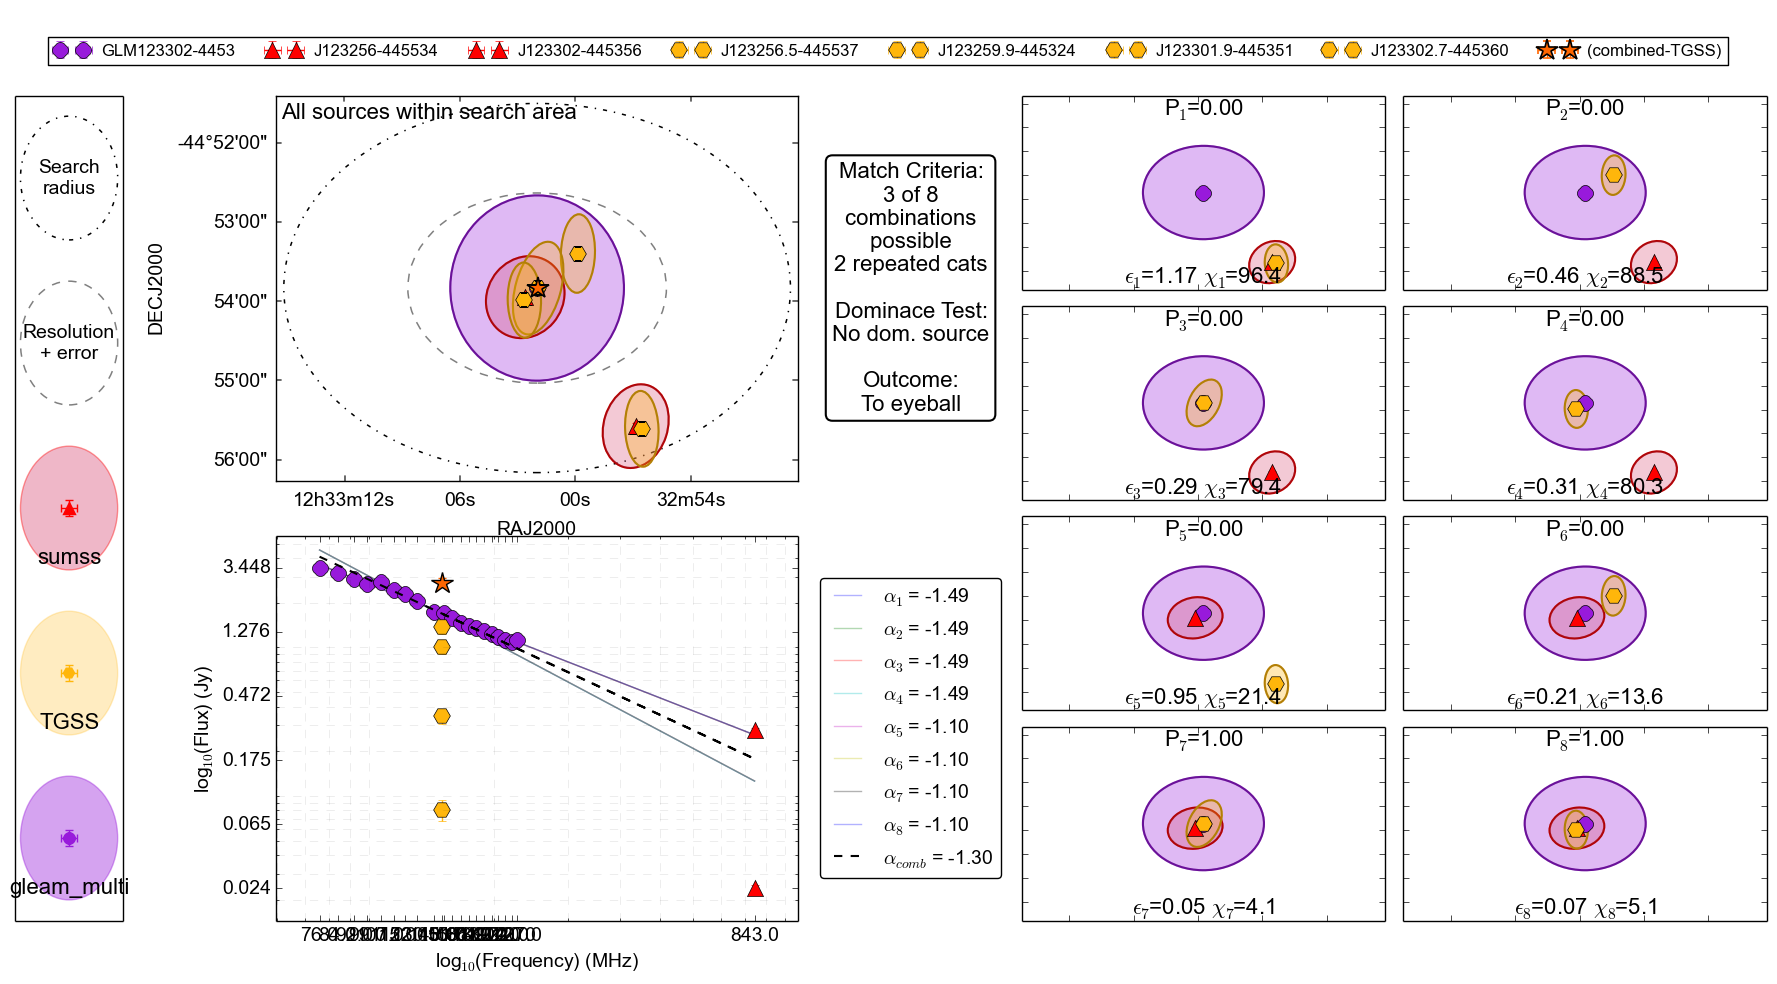 GLM123302-4453 J123256-445534 J123302-445356 J123256.5-445537 J123259.9-445324 J123301.9-445351 J123302.7-445360 (combined-TGSS)
Search
radius
Resolution
+ error
sumss
TGSS
gleam_multi
All sources within search area
DECJ2000
-44°52'00"
53'00"
54'00"
55'00"
56'00"
12h33m12s 06s 00s 32m54s
RAJ2000
Match Criteria:
3 of 8
combinations
possible
2 repeated cats
Dominace Test:
No dom. source
Outcome:
To eyeball
log10(Flux) (Jy)
3.448
1.276
0.472
0.175
0.065
0.024
843.0
log10(Frequency) (MHz)
α1 = -1.49
α2 = -1.49
α3 = -1.49
α4 = -1.49
α5 = -1.10
α6 = -1.10
α7 = -1.10
α8 = -1.10
αcomb = -1.30
P1=0.00
ϵ1=1.17 χ1=96.4
P2=0.00
ϵ2=0.46 χ2=88.5
P3=0.00
ϵ3=0.29 χ3=79.4
P4=0.00
ϵ4=0.31 χ4=80.3
P5=0.00
ϵ5=0.95 χ5=21.4
P6=0.00
ϵ6=0.21 χ6=13.6
P7=1.00
ϵ7=0.05 χ7=4.1
P8=1.00
ϵ8=0.07 χ8=5.1